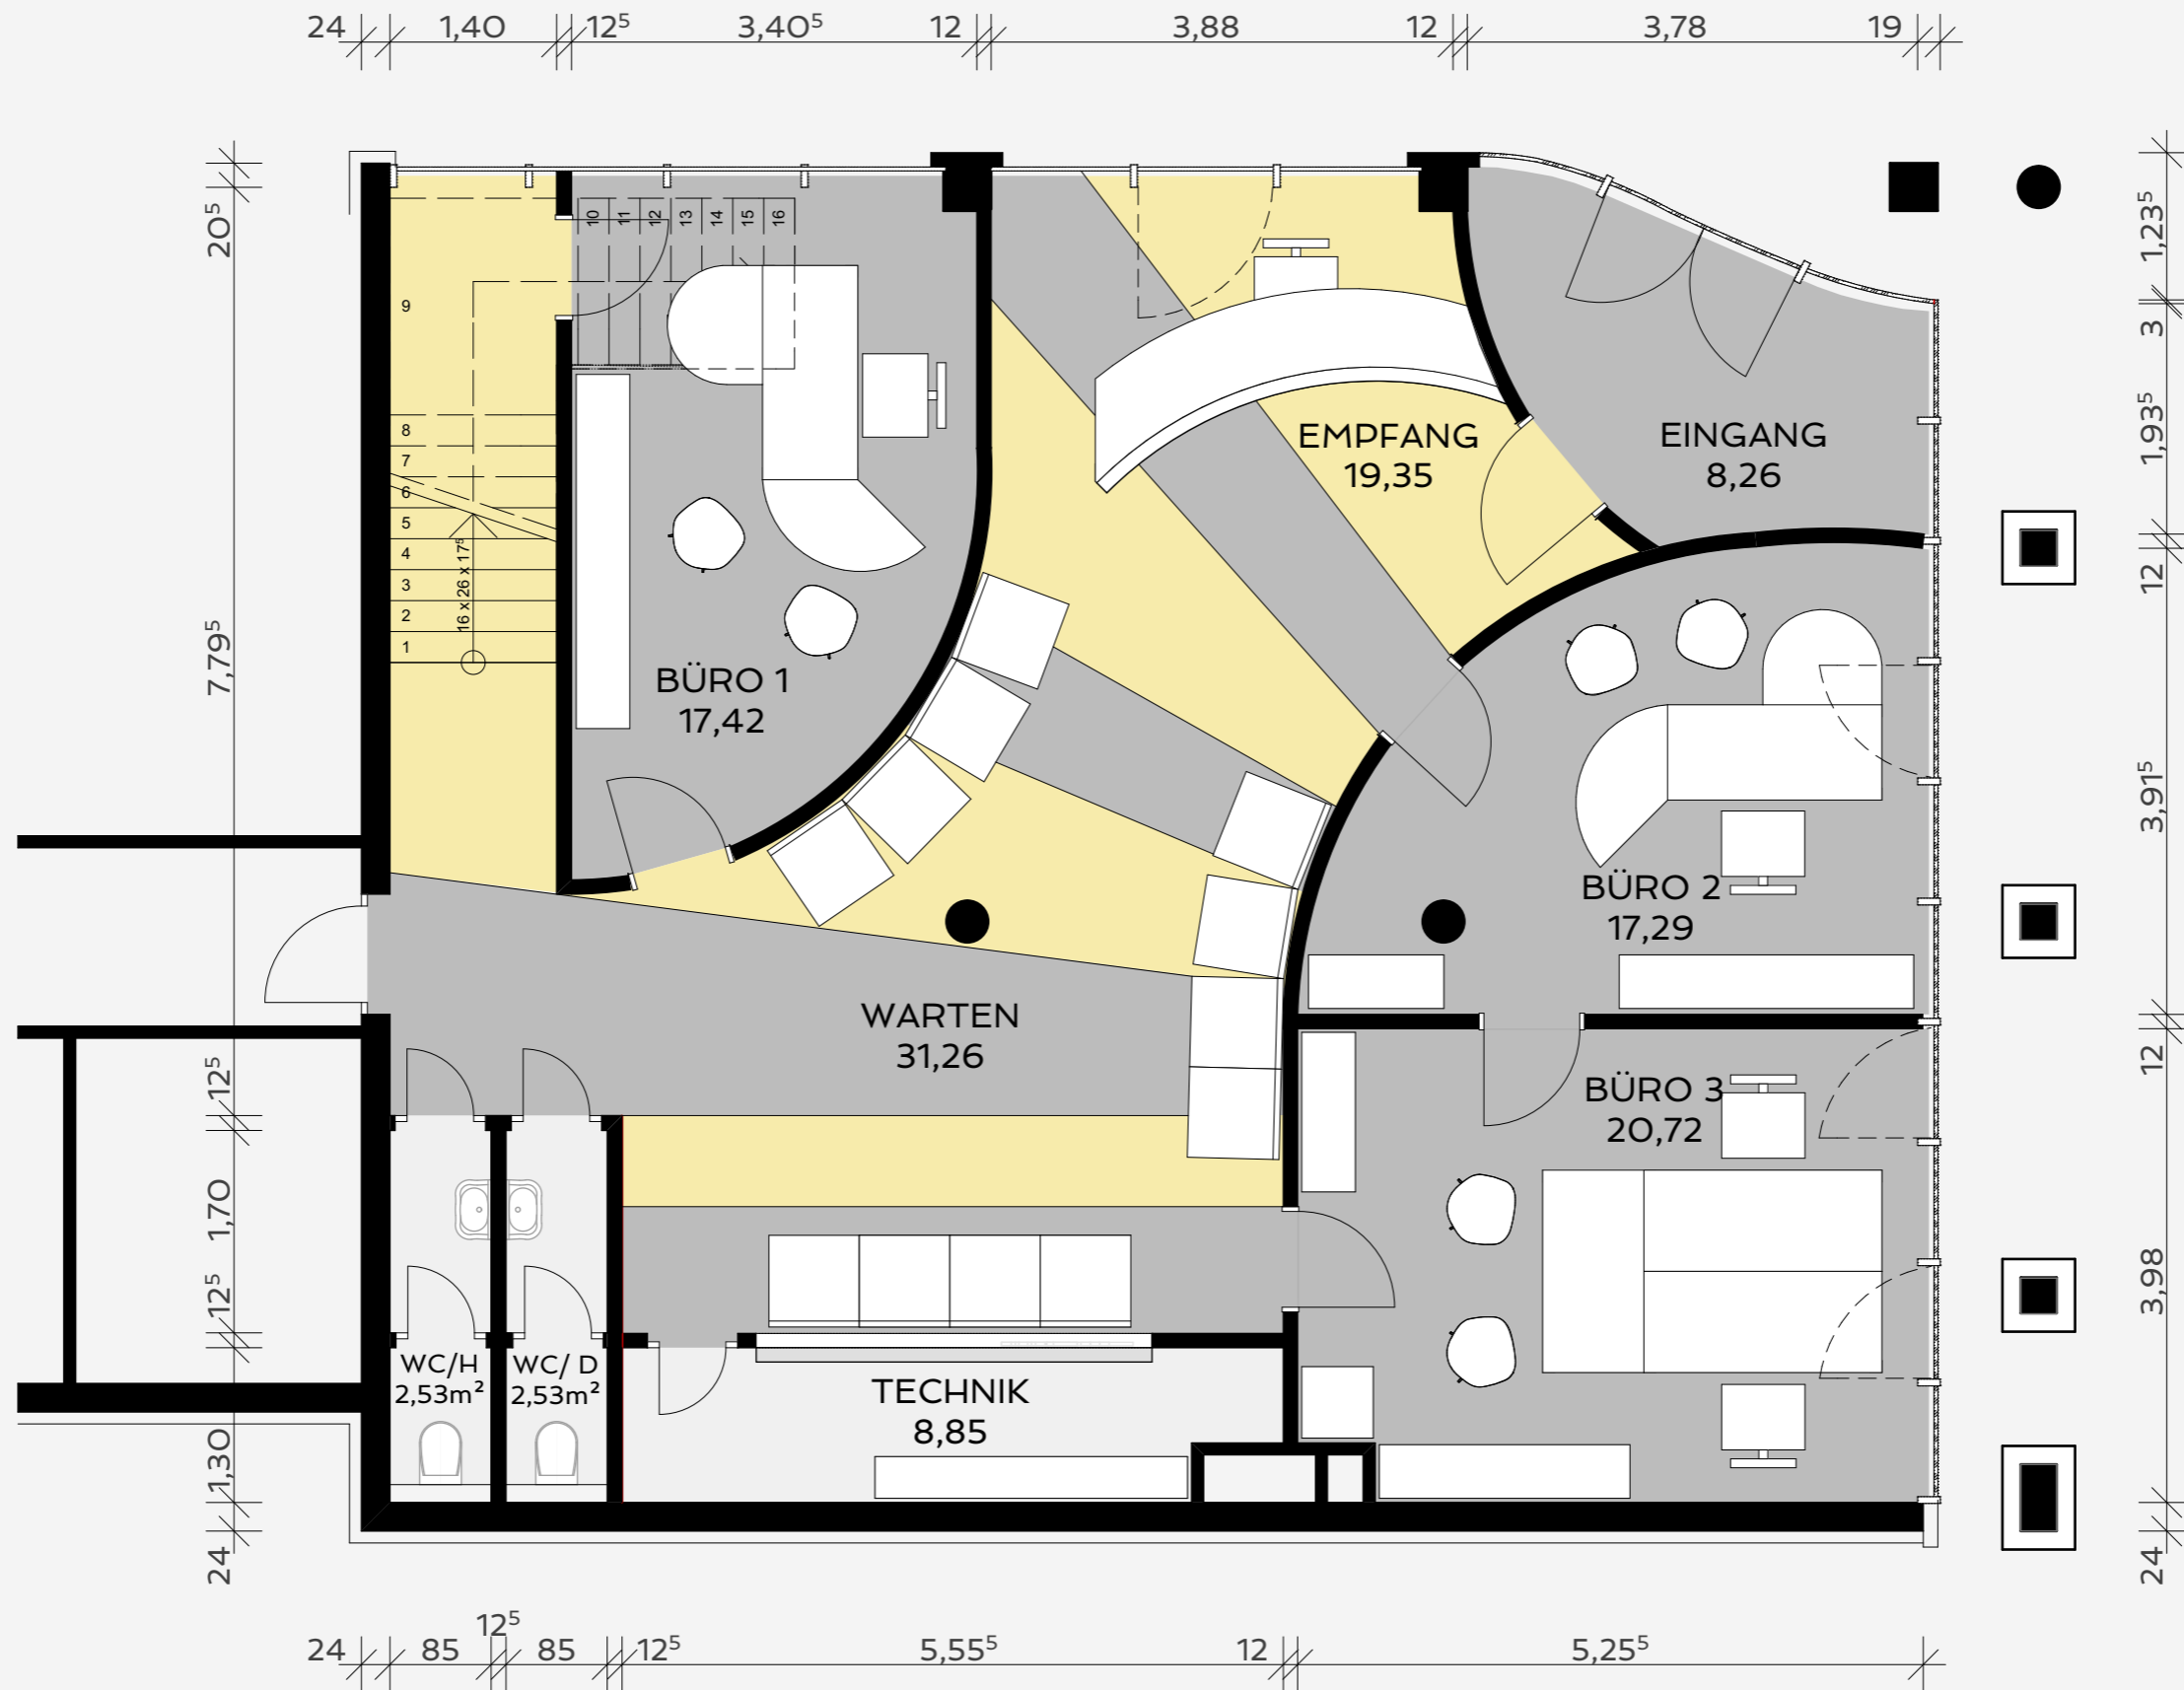 24 1,40 12⁵ 3,40⁵ 12 3,88 12 3,78 19
20⁵
7,79⁵
12⁵
1,70
12⁵
1,30
24
10 11 12 13 14 15 16
9
8
7
6
5
4
3
2
1
16 x 26 x 17⁵
EMPFANG
19,35
EINGANG
8,26
BÜRO 1
17,42
BÜRO 2
17,29
WARTEN
31,26
BÜRO 3
20,72
WC/H
2,53m²
WC/ D
2,53m²
TECHNIK
8,85
1,23⁵
3
1,93⁵
12
3,91⁵
12
3,98
24
24 85 12⁵ 85 12⁵ 5,55⁵ 12 5,25⁵